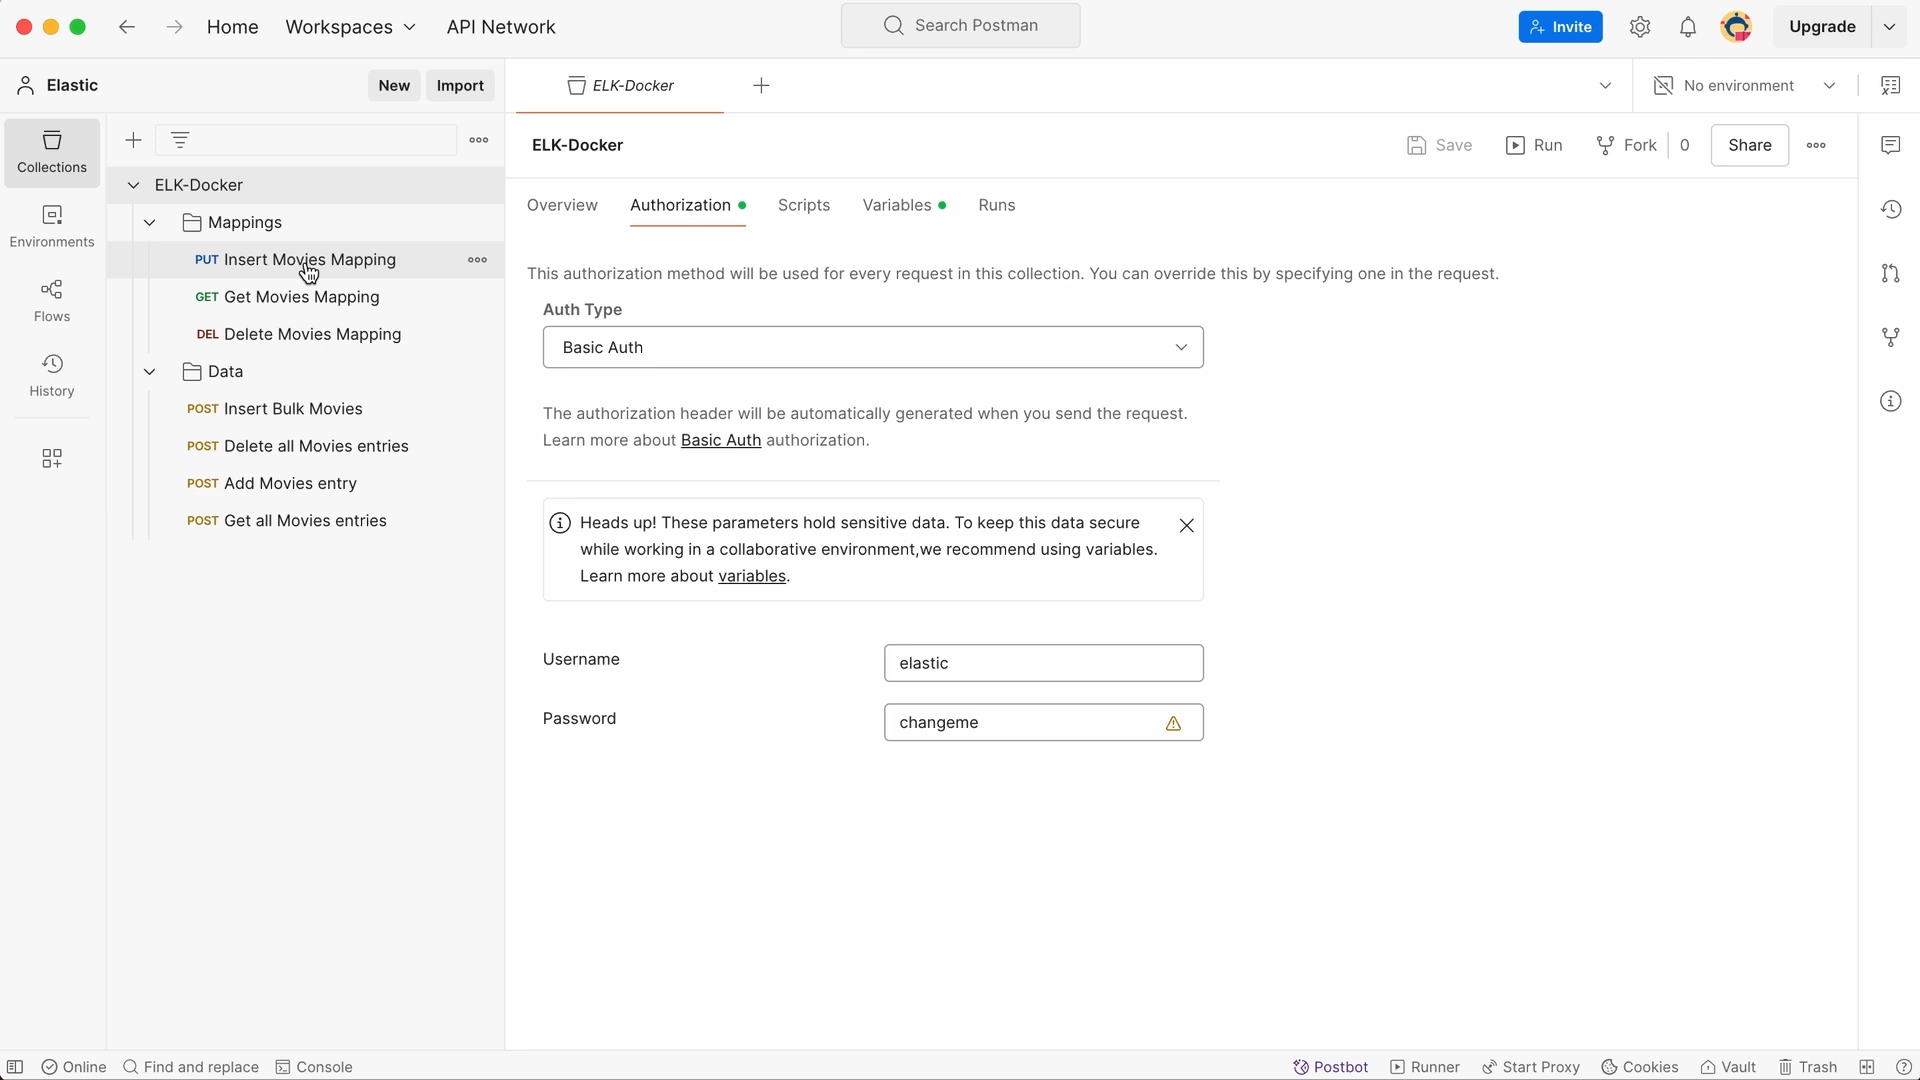 Home Workspaces API Network Search Postman Invite Upgrade
Elastic New Import ELK-Docker No environment
Collections
Environments
Flows
History
ELK-Docker
Mappings
PUT Insert Movies Mapping
GET Get Movies Mapping
DEL Delete Movies Mapping
Data
POST Insert Bulk Movies
POST Delete all Movies entries
POST Add Movies entry
POST Get all Movies entries
ELK-Docker Save Run Fork 0 Share
Overview Authorization Scripts Variables Runs
This authorization method will be used for every request in this collection. You can override this by specifying one in the request.
Auth Type
Basic Auth
The authorization header will be automatically generated when you send the request.
Learn more about Basic Auth authorization.
Heads up! These parameters hold sensitive data. To keep this data secure
while working in a collaborative environment,we recommend using variables.
Learn more about variables.
Username elastic
Password changeme
Online Find and replace Console Postbot Runner Start Proxy Cookies Vault Trash